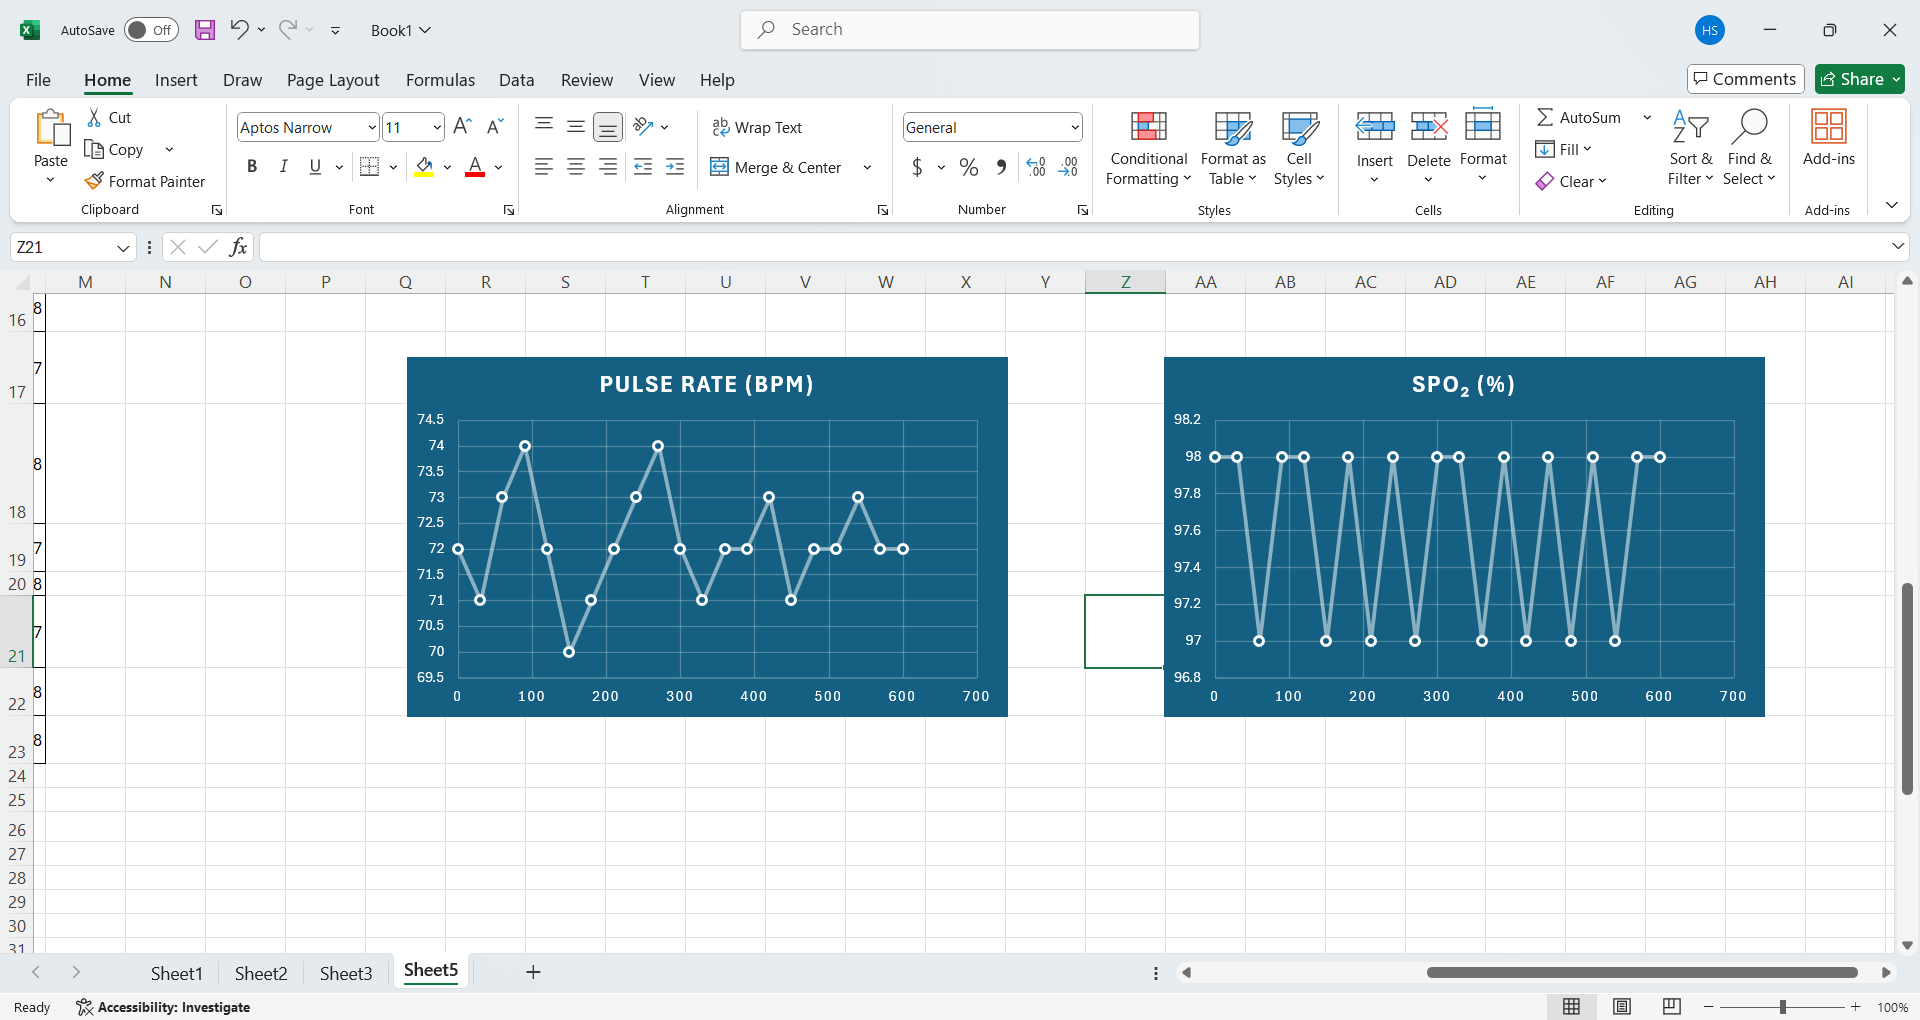 AutoSave Off Book1 Search HS
File Home Insert Draw Page Layout Formulas Data Review View Help Comments Share
Paste Cut Copy Format Painter Clipboard
Aptos Narrow 11 B I U A Font
Wrap Text Merge & Center Alignment
General $ % Number
Conditional Formatting Format as Table Cell Styles Styles
Insert Delete Format Cells
AutoSum Fill Clear Sort & Filter Find & Select Editing
Add-ins Add-ins
Z21 fx
M N O P Q R S T U V W X Y Z AA AB AC AD AE AF AG AH AI
16 8
17 7
18 8
19 7
20 8
21 7
22 8
23 8
24
25
26
27
28
29
30
31
PULSE RATE (BPM)
74.5
74
73.5
73
72.5
72
71.5
71
70.5
70
69.5
0 100 200 300 400 500 600 700
SPO₂ (%)
98.2
98
97.8
97.6
97.4
97.2
97
96.8
0 100 200 300 400 500 600 700
Sheet1 Sheet2 Sheet3 Sheet5
Ready Accessibility: Investigate 100%